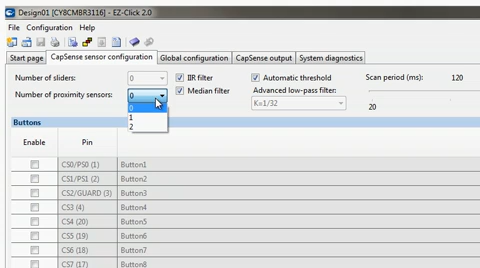 Design01 [CY8CMBR3116] - EZ-Click 2.0
File Configuration Help
Start page CapSense sensor configuration Global configuration CapSense output System diagnostics
Number of sliders: 0 IIR filter Automatic threshold Scan period (ms): 120
Number of proximity sensors: 0 Median filter Advanced low-pass filter:
0 K=1/32 20
1
2
Buttons
Enable Pin
CS0/PS0 (1) Button1
CS1/PS1 (2) Button2
CS2/GUARD (3) Button3
CS3 (4) Button4
CS4 (20) Button5
CS5 (19) Button6
CS6 (18) Button7
CS7 (17) Button8